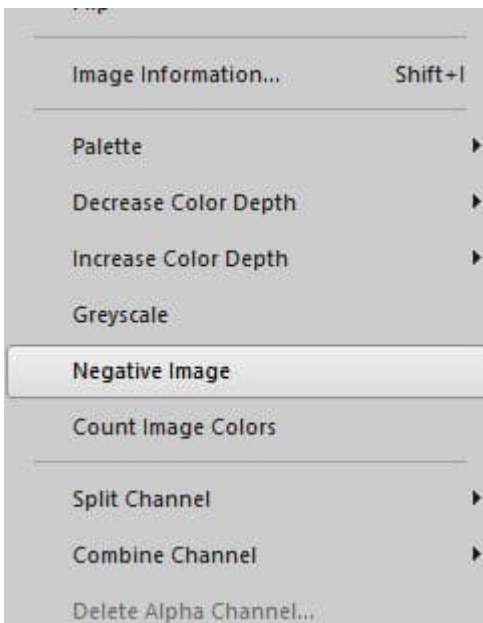 Image Information... Shift+I
Palette
Decrease Color Depth
Increase Color Depth
Greyscale
Negative Image
Count Image Colors
Split Channel
Combine Channel
Delete Alpha Channel...